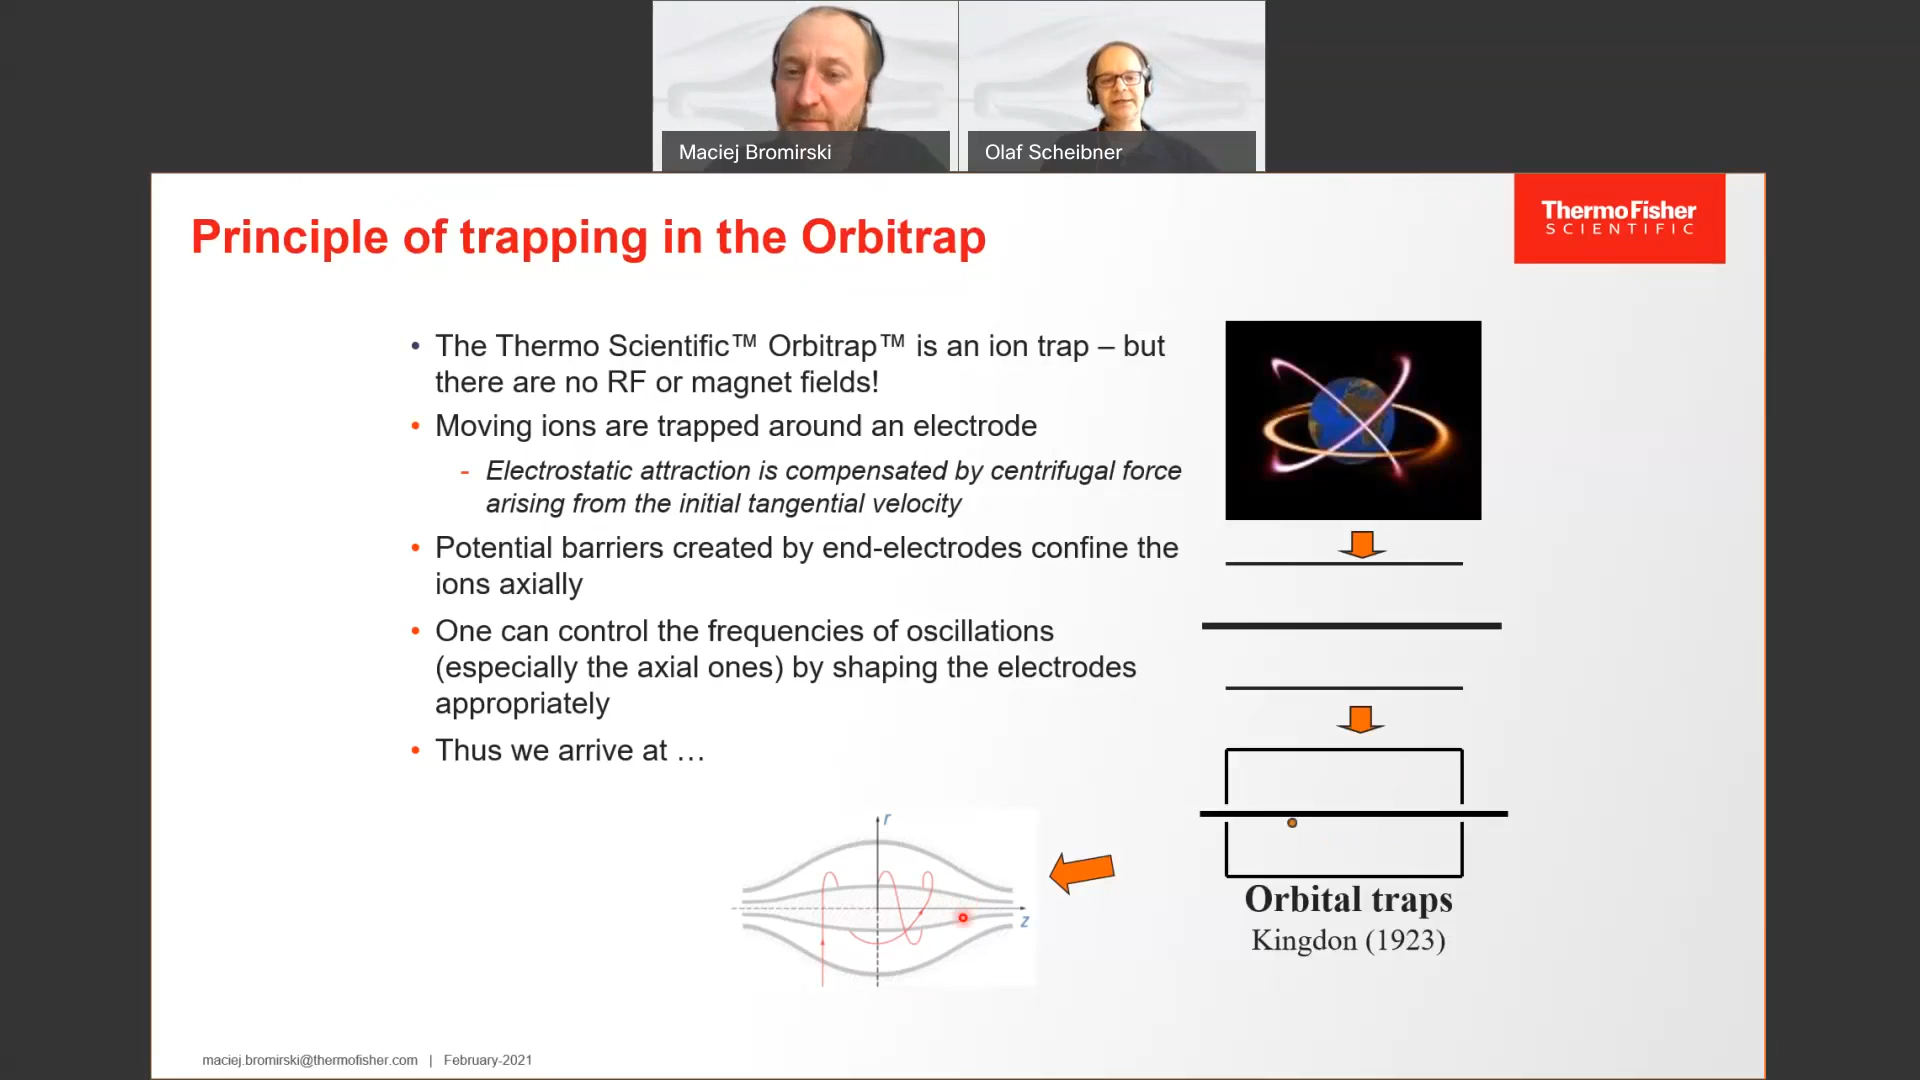 Maciej Bromirski
Olaf Scheibner
Principle of trapping in the Orbitrap
ThermoFisher
SCIENTIFIC
• The Thermo Scientific™ Orbitrap™ is an ion trap – but
there are no RF or magnet fields!
• Moving ions are trapped around an electrode
- Electrostatic attraction is compensated by centrifugal force
arising from the initial tangential velocity
• Potential barriers created by end-electrodes confine the
ions axially
• One can control the frequencies of oscillations
(especially the axial ones) by shaping the electrodes
appropriately
• Thus we arrive at …
r
z
Orbital traps
Kingdon (1923)
maciej.bromirski@thermofisher.com | February-2021